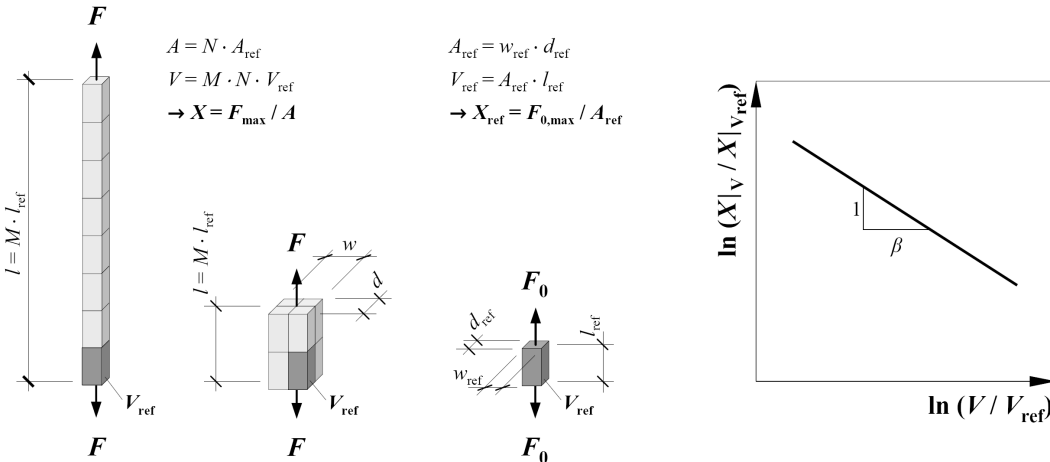 F
A = N · A_ref
V = M · N · V_ref
→ X = F_max / A
A_ref = w_ref · d_ref
V_ref = A_ref · l_ref
→ X_ref = F_0,max / A_ref
l = M · l_ref
V_ref
F
l = M · l_ref
F
w
d
V_ref
F
F_0
d_ref
l_ref
w_ref
V_ref
F_0
ln (X|_V / X|_Vref)
1
β
ln (V / V_ref)